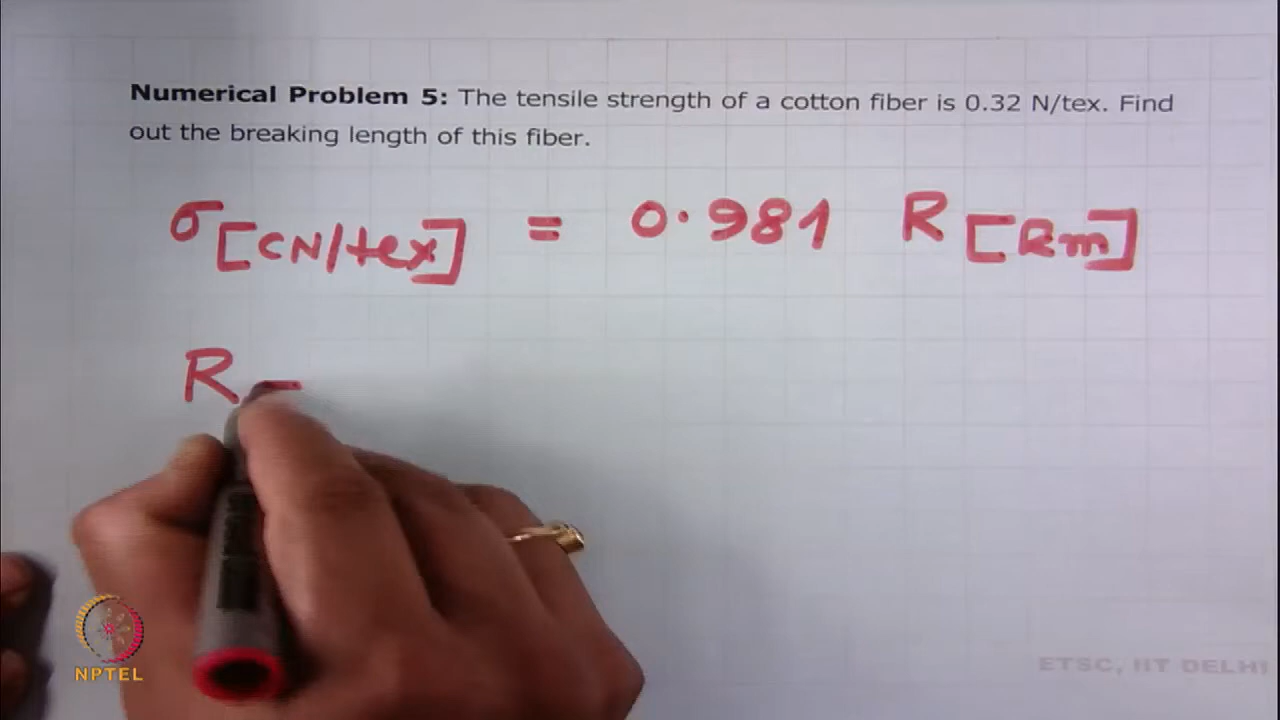 Numerical Problem 5: The tensile strength of a cotton fiber is 0.32 N/tex. Find
out the breaking length of this fiber.
σ[CN/tex] = 0.981 R[Km]
R =
NPTEL
ETSC, IIT DELHI